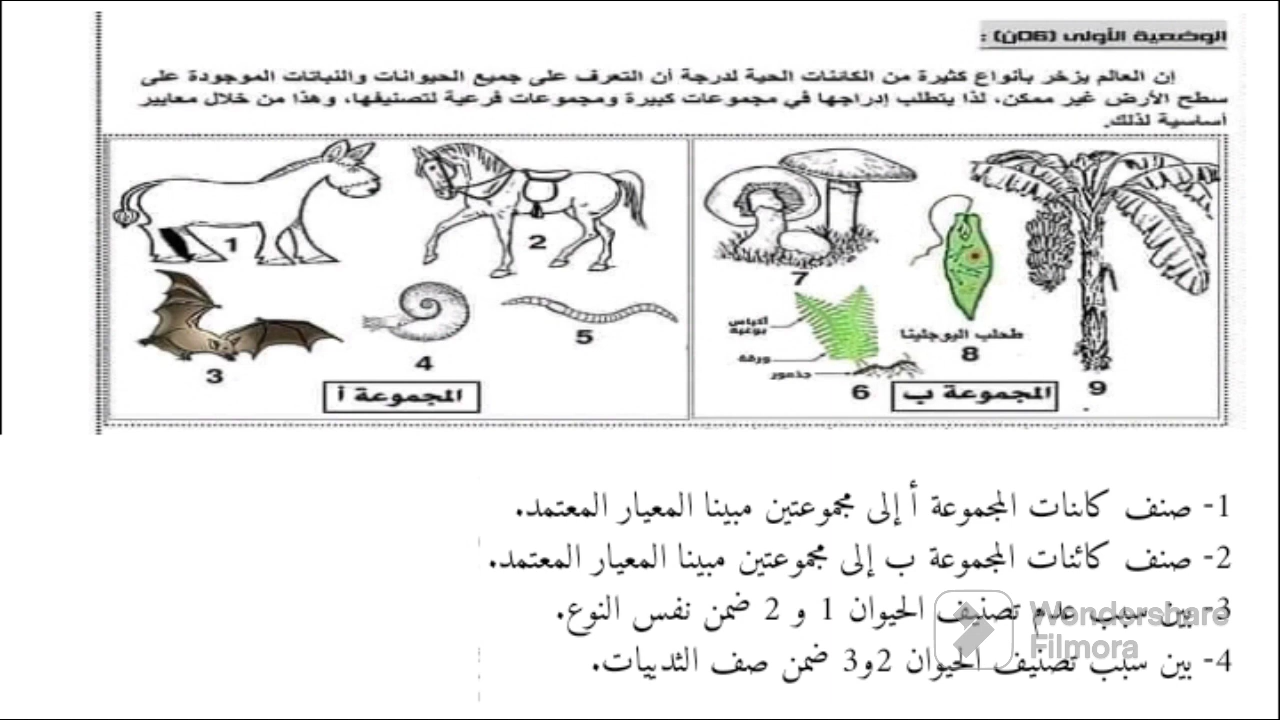 الوضعية الأولى (06ن) :
إن العالم يزخر بأنواع كثيرة من الكائنات الحية لدرجة أن التعرف على جميع الحيوانات والنباتات الموجودة على
سطح الأرض غير ممكن، لذا يتطلب إدراجها في مجموعات كبيرة ومجموعات فرعية لتصنيفها، وهذا من خلال معايير
أساسية لذلك.
1
2
3
4
5
المجموعة أ
7
أكياس
بوغية
ورقة
جذمور
6
طحلب اليوجلينا
8
9
المجموعة ب
1- صنف كائنات المجموعة أ إلى مجموعتين مبينا المعيار المعتمد.
2- صنف كائنات المجموعة ب إلى مجموعتين مبينا المعيار المعتمد.
3- بين سبب عدم تصنيف الحيوان 1 و 2 ضمن نفس النوع.
4- بين سبب تصنيف الحيوان 2و3 ضمن صف الثدييات.
Wondershare
Filmora